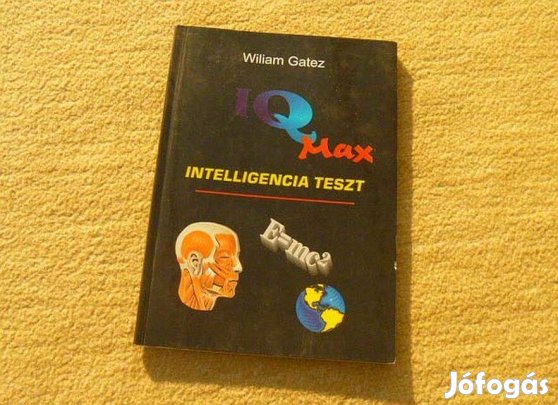 Wiliam Gatez
IQ
Max
INTELLIGENCIA TESZT
E=mc²
Jófogás